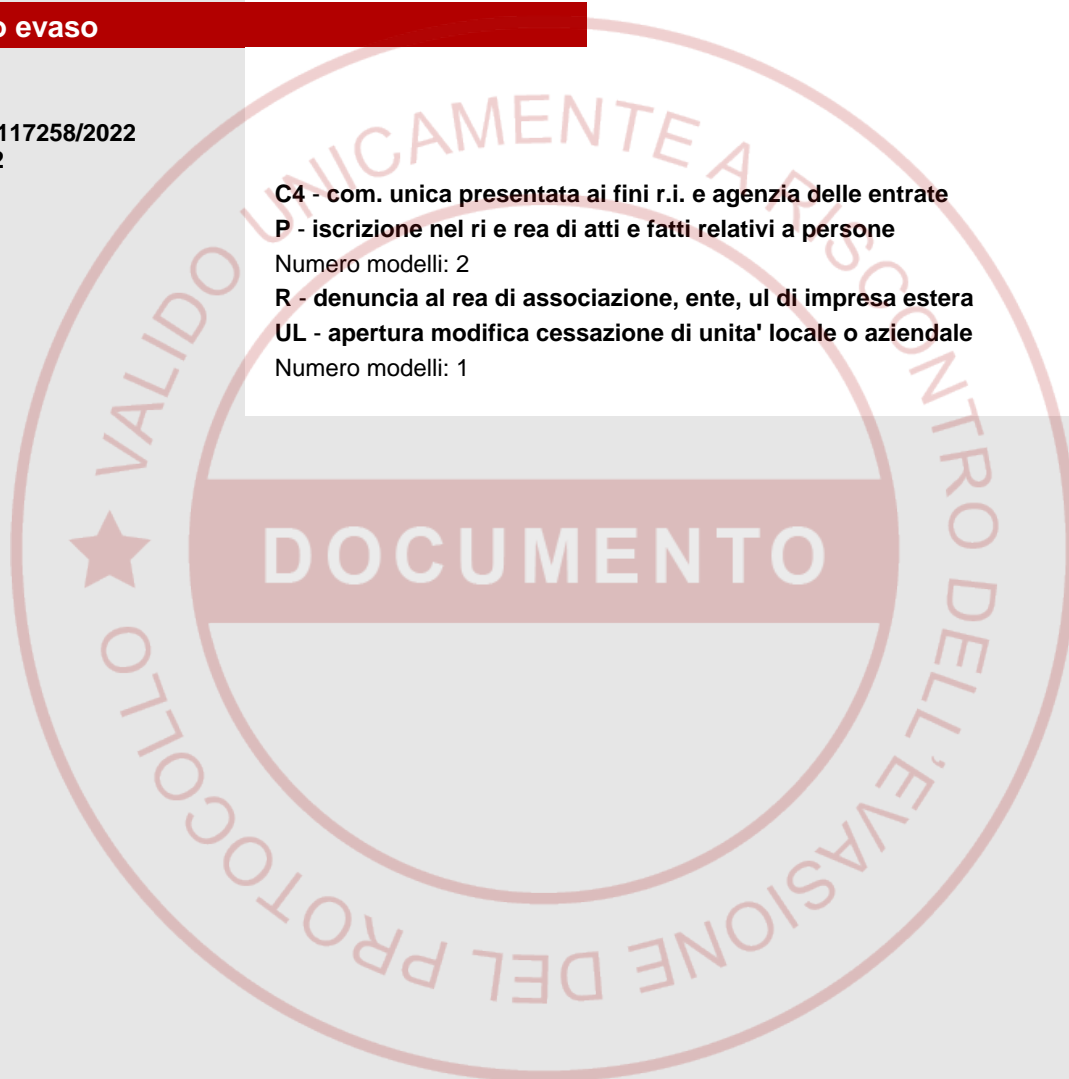 o evaso
117258/2022
2
C4 - com. unica presentata ai fini r.i. e agenzia delle entrate
P - iscrizione nel ri e rea di atti e fatti relativi a persone
Numero modelli: 2
R - denuncia al rea di associazione, ente, ul di impresa estera
UL - apertura modifica cessazione di unita' locale o aziendale
Numero modelli: 1
VALIDO UNICAMENTE A RISCONTRO DELL'EVASIONE DEL PROTOCOLLO
DOCUMENTO